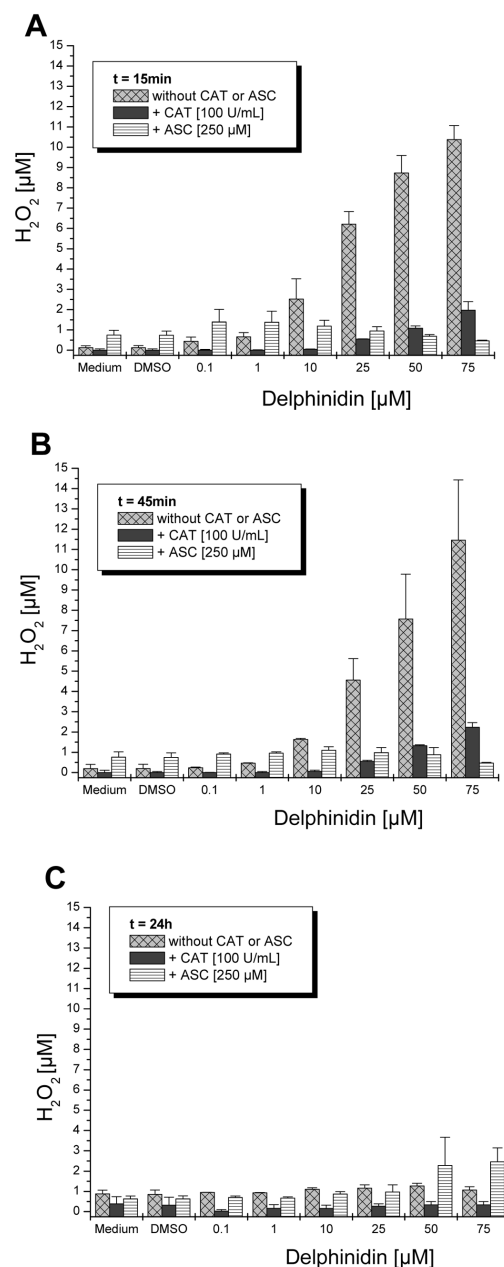 A
t = 15min
without CAT or ASC
+ CAT [100 U/mL]
+ ASC [250 µM]
H2O2 [µM]
15
14
13
12
11
10
9
8
7
6
5
4
3
2
1
0
Medium DMSO 0.1 1 10 25 50 75
Delphinidin [µM]
B
t = 45min
without CAT or ASC
+ CAT [100 U/mL]
+ ASC [250 µM]
H2O2 [µM]
15
14
13
12
11
10
9
8
7
6
5
4
3
2
1
0
Medium DMSO 0.1 1 10 25 50 75
Delphinidin [µM]
C
t = 24h
without CAT or ASC
+ CAT [100 U/mL]
+ ASC [250 µM]
H2O2 [µM]
15
14
13
12
11
10
9
8
7
6
5
4
3
2
1
0
Medium DMSO 0.1 1 10 25 50 75
Delphinidin [µM]